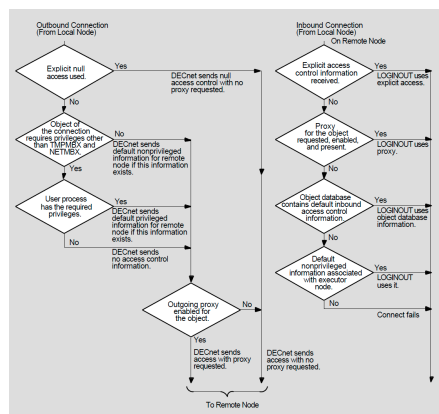 Outbound Connection
(From Local Node)
Explicit null
access used.
Yes
DECnet sends null
access control with no
proxy requested.
No
Object of
the connection
requires privileges other
than TMPMBX and
NETMBX.
No
DECnet sends
default nonprivileged
information for remote
node if this information
exists.
Yes
User process
has the required
privileges.
Yes
DECnet sends
default privileged
information for remote
node if this information
exists.
No
DECnet sends
no access control
information.
Outgoing proxy
enabled for
the object.
No
Yes
DECnet sends
access with proxy
requested.
DECnet sends
access with no
proxy requested.
To Remote Node
Inbound Connection
(From Local Node)
On Remote Node
Explicit access
control information
received.
Yes
LOGINOUT uses
explicit access.
No
Proxy
for the object
requested, enabled,
and present.
Yes
LOGINOUT uses
proxy.
No
Object database
contains default inbound
access control
information.
Yes
LOGINOUT uses
object database
information.
No
Default
nonprivileged
information associated
with executor
node.
Yes
LOGINOUT
uses it.
No
Connect fails